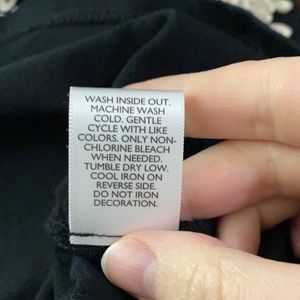 WASH INSIDE OUT.
MACHINE WASH
COLD. GENTLE
CYCLE WITH LIKE
COLORS. ONLY NON-
CHLORINE BLEACH
WHEN NEEDED.
TUMBLE DRY LOW.
COOL IRON ON
REVERSE SIDE.
DO NOT IRON
DECORATION.